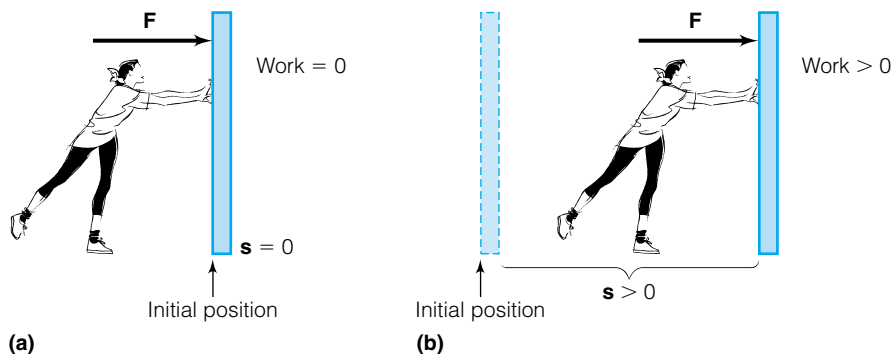 F
Work = 0
s = 0
Initial position
(a)
F
Work > 0
Initial position
s > 0
(b)